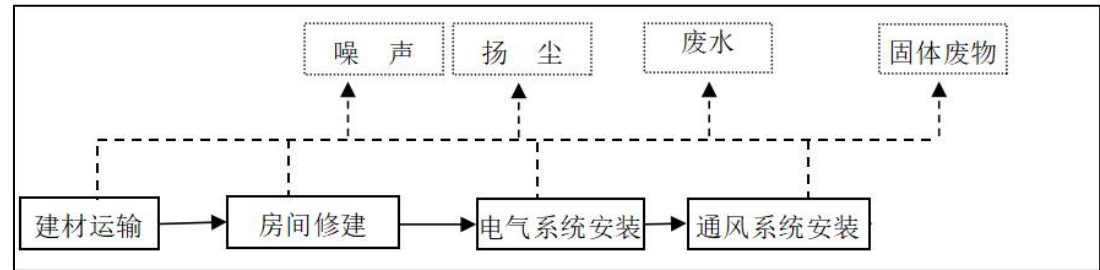 噪 声
扬 尘
废水
固体废物
建材运输
房间修建
电气系统安装
通风系统安装